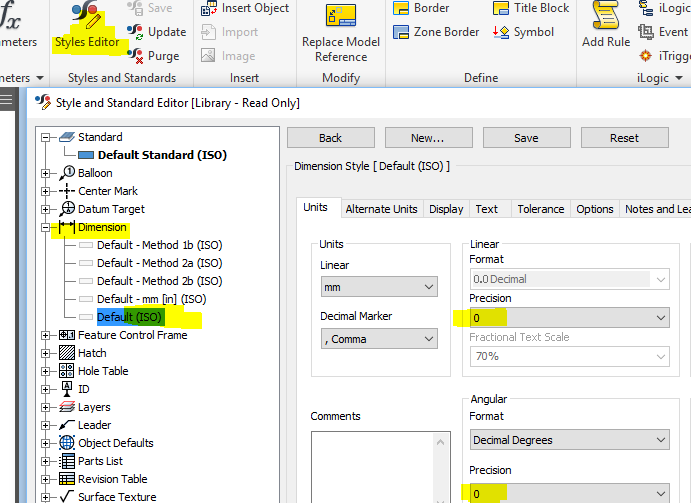 fx
Save
Insert Object
Border
Title Block
iLogic
Styles Editor
Update
Import
Replace Model
Reference
Zone Border
Symbol
Add Rule
Event
Purge
Image
iTrigge
Styles and Standards
Insert
Modify
Define
iLogic
Style and Standard Editor [Library - Read Only]
Standard
Default Standard (ISO)
Balloon
Center Mark
Datum Target
Dimension
Default - Method 1b (ISO)
Default - Method 2a (ISO)
Default - Method 2b (ISO)
Default - mm [in] (ISO)
Default (ISO)
Feature Control Frame
Hatch
Hole Table
ID
Layers
Leader
Object Defaults
Parts List
Revision Table
Surface Texture
Back
New...
Save
Reset
Dimension Style [ Default (ISO) ]
Units
Alternate Units
Display
Text
Tolerance
Options
Notes and Lea
Units
Linear
mm
Decimal Marker
, Comma
Linear
Format
0.0 Decimal
Precision
0
Fractional Text Scale
70%
Comments
Angular
Format
Decimal Degrees
Precision
0